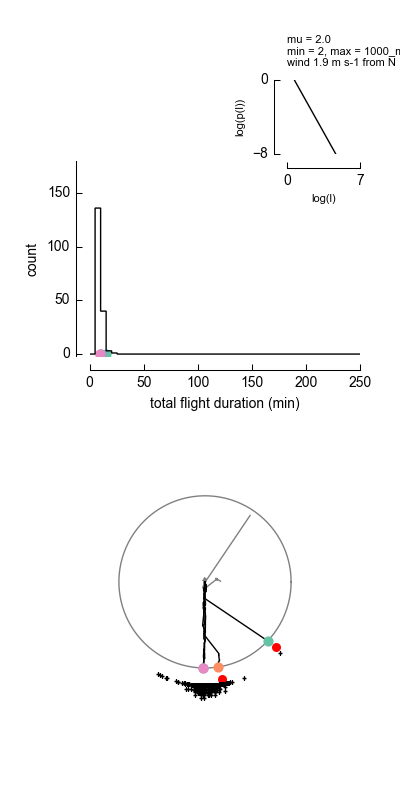 mu = 2.0
min = 2, max = 1000_m
wind 1.9 m s-1 from N
0
log(p(l))
−8
0
7
log(l)
150
100
50
0
count
0
50
100
150
200
250
total flight duration (min)